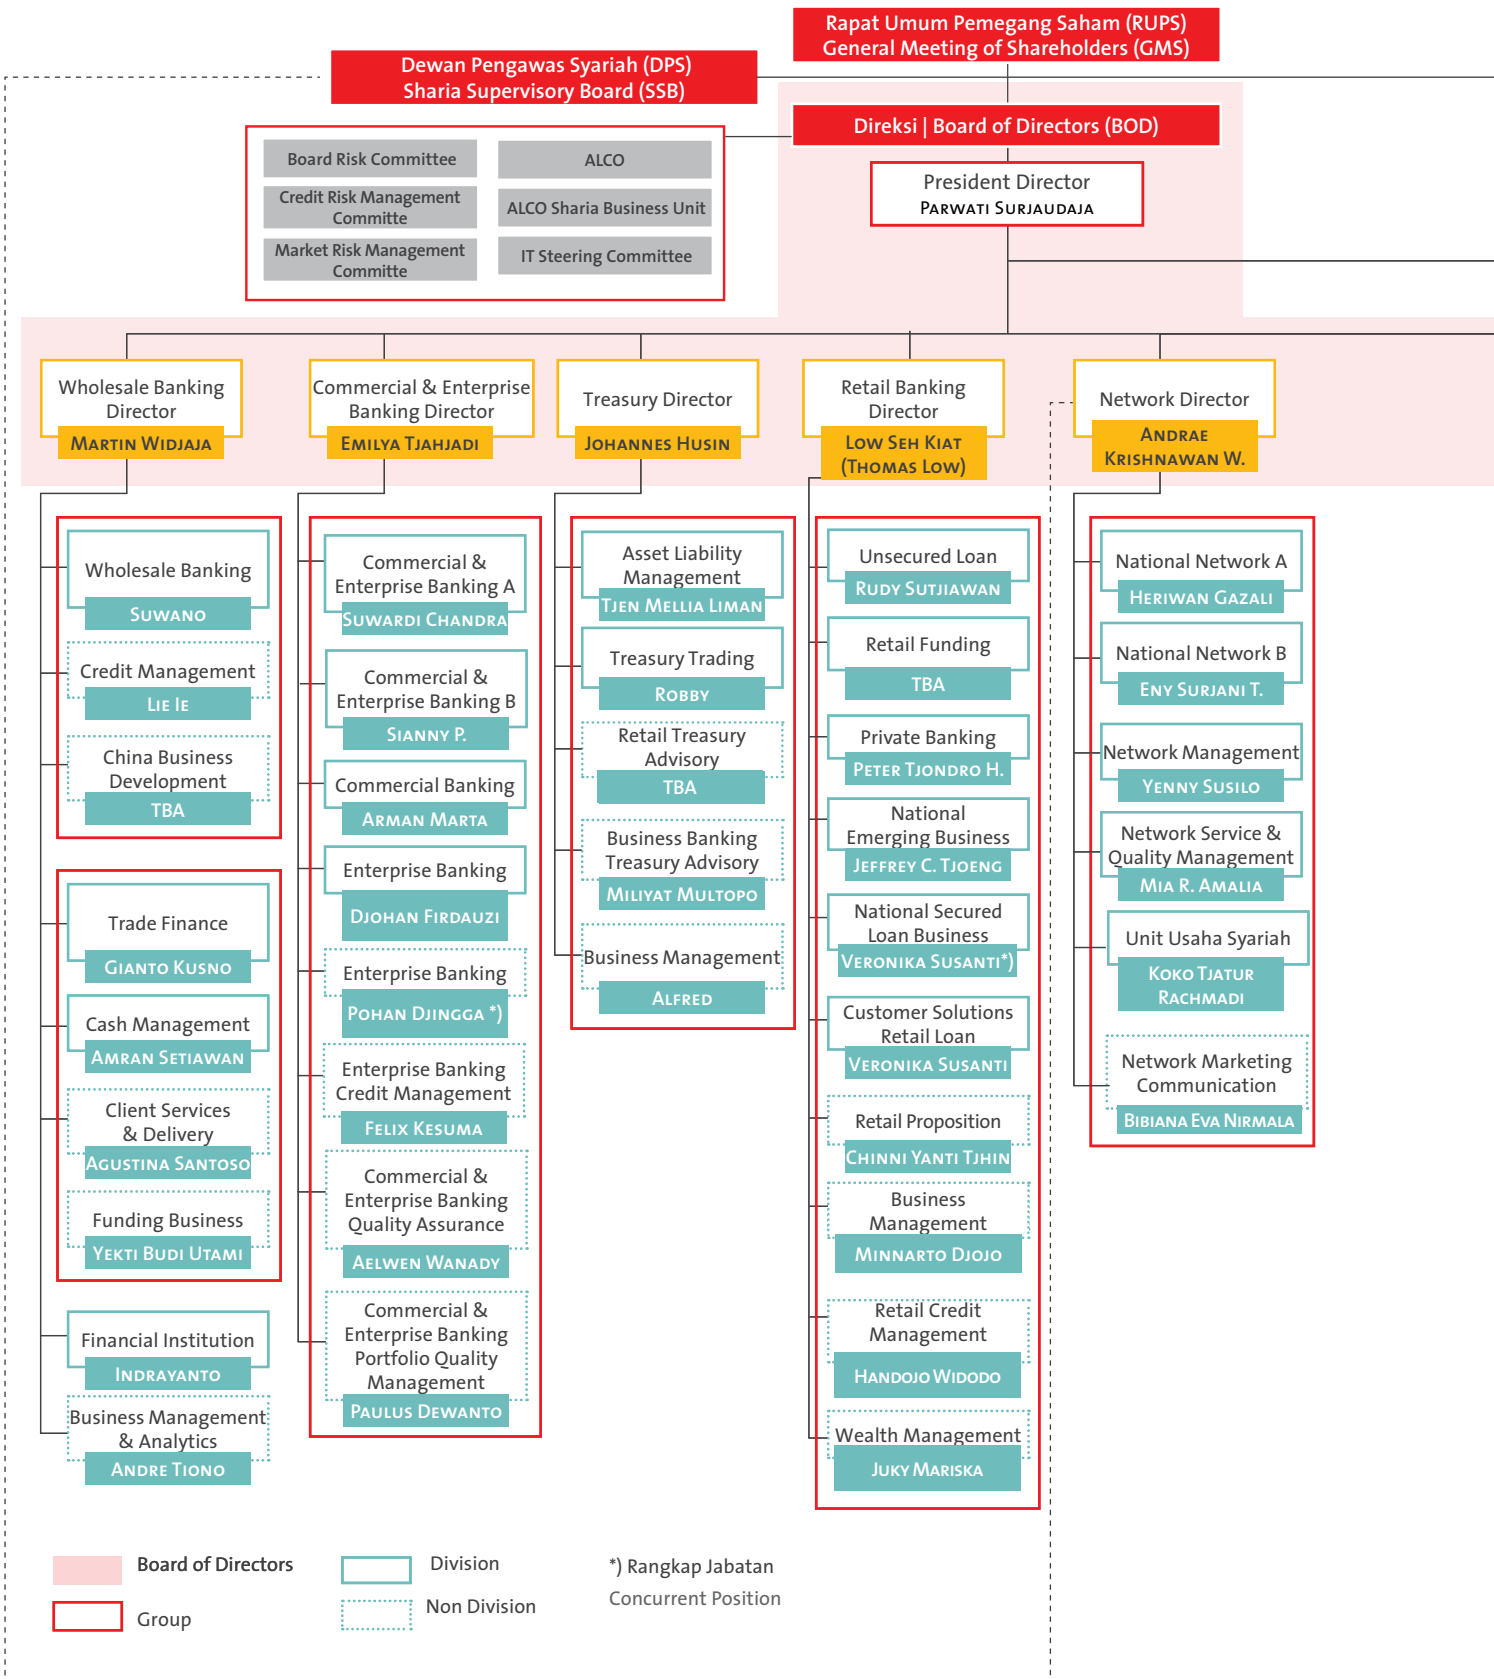 Rapat Umum Pemegang Saham (RUPS)
General Meeting of Shareholders (GMS)
Dewan Pengawas Syariah (DPS)
Sharia Supervisory Board (SSB)
Direksi | Board of Directors (BOD)
Board Risk Committee
ALCO
Credit Risk Management
Committe
ALCO Sharia Business Unit
Market Risk Management
Committe
IT Steering Committee
President Director
PARWATI SURJAUDAJA
Wholesale Banking
Director
MARTIN WIDJAJA
Commercial & Enterprise
Banking Director
EMILYA TJAHJADI
Treasury Director
JOHANNES HUSIN
Retail Banking
Director
LOW SEH KIAT
(THOMAS LOW)
Network Director
ANDRAE
KRISHNAWAN W.
Wholesale Banking
SUWANO
Credit Management
LIE IE
China Business
Development
TBA
Trade Finance
GIANTO KUSNO
Cash Management
AMRAN SETIAWAN
Client Services
& Delivery
AGUSTINA SANTOSO
Funding Business
YEKTI BUDI UTAMI
Financial Institution
INDRAYANTO
Business Management
& Analytics
ANDRE TIONO
Commercial &
Enterprise Banking A
SUWARDI CHANDRA
Commercial &
Enterprise Banking B
SIANNY P.
Commercial Banking
ARMAN MARTA
Enterprise Banking
DJOHAN FIRDAUZI
Enterprise Banking
POHAN DJINGGA *)
Enterprise Banking
Credit Management
FELIX KESUMA
Commercial &
Enterprise Banking
Quality Assurance
AELWEN WANADY
Commercial &
Enterprise Banking
Portfolio Quality
Management
PAULUS DEWANTO
Asset Liability
Management
TJEN MELLIA LIMAN
Treasury Trading
ROBBY
Retail Treasury
Advisory
TBA
Business Banking
Treasury Advisory
MILIYAT MULTOPO
Business Management
ALFRED
Unsecured Loan
RUDY SUTJIAWAN
Retail Funding
TBA
Private Banking
PETER TJONDRO H.
National
Emerging Business
JEFFREY C. TJOENG
National Secured
Loan Business
VERONIKA SUSANTI*)
Customer Solutions
Retail Loan
VERONIKA SUSANTI
Retail Proposition
CHINNI YANTI TJHIN
Business
Management
MINNARTO DJOJO
Retail Credit
Management
HANDOJO WIDODO
Wealth Management
JUKY MARISKA
National Network A
HERIWAN GAZALI
National Network B
ENY SURJANI T.
Network Management
YENNY SUSILO
Network Service &
Quality Management
MIA R. AMALIA
Unit Usaha Syariah
KOKO TJATUR
RACHMADI
Network Marketing
Communication
BIBIANA EVA NIRMALA
Board of Directors
Group
Division
Non Division
*) Rangkap Jabatan
Concurrent Position